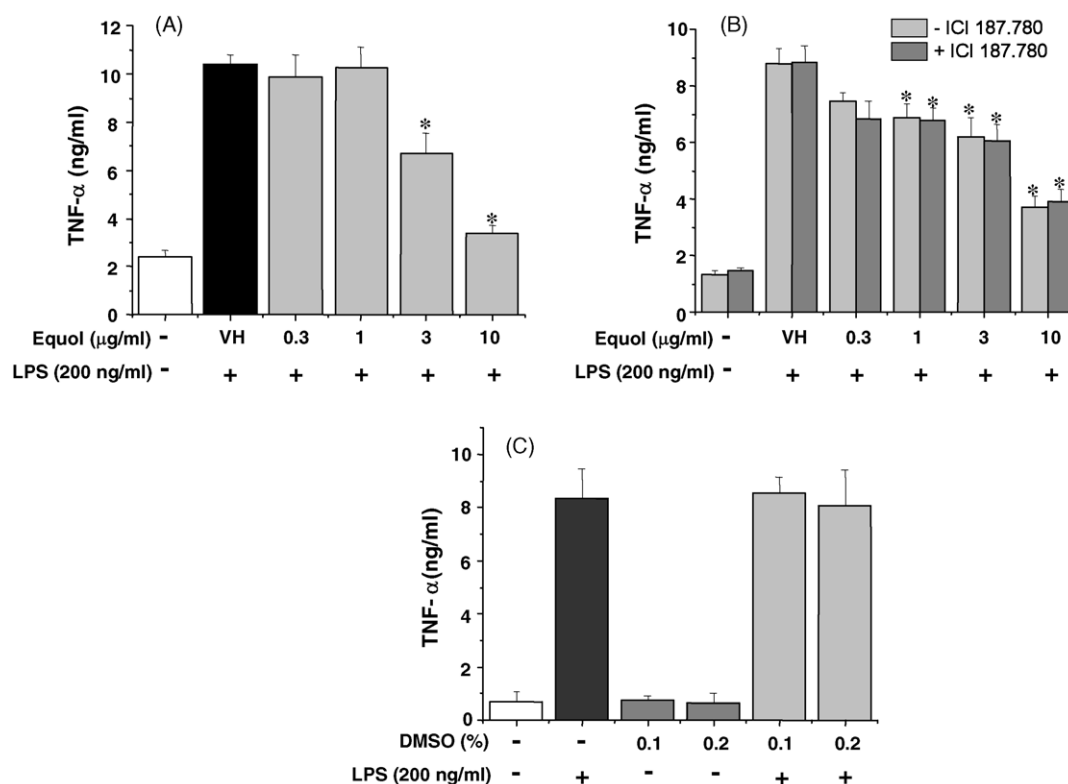 (A)
12
10
8
6
4
2
0
TNF-α (ng/ml)
*
*
Equol (μg/ml) - VH 0.3 1 3 10
LPS (200 ng/ml) - + + + + +
(B)
- ICI 187.780
+ ICI 187.780
10
8
6
4
2
0
TNF-α (ng/ml)
* *
* *
* *
Equol (μg/ml) - VH 0.3 1 3 10
LPS (200 ng/ml) - + + + + +
(C)
10
8
6
4
2
0
TNF-α(ng/ml)
DMSO (%) - - 0.1 0.2 0.1 0.2
LPS (200 ng/ml) - + - - + +